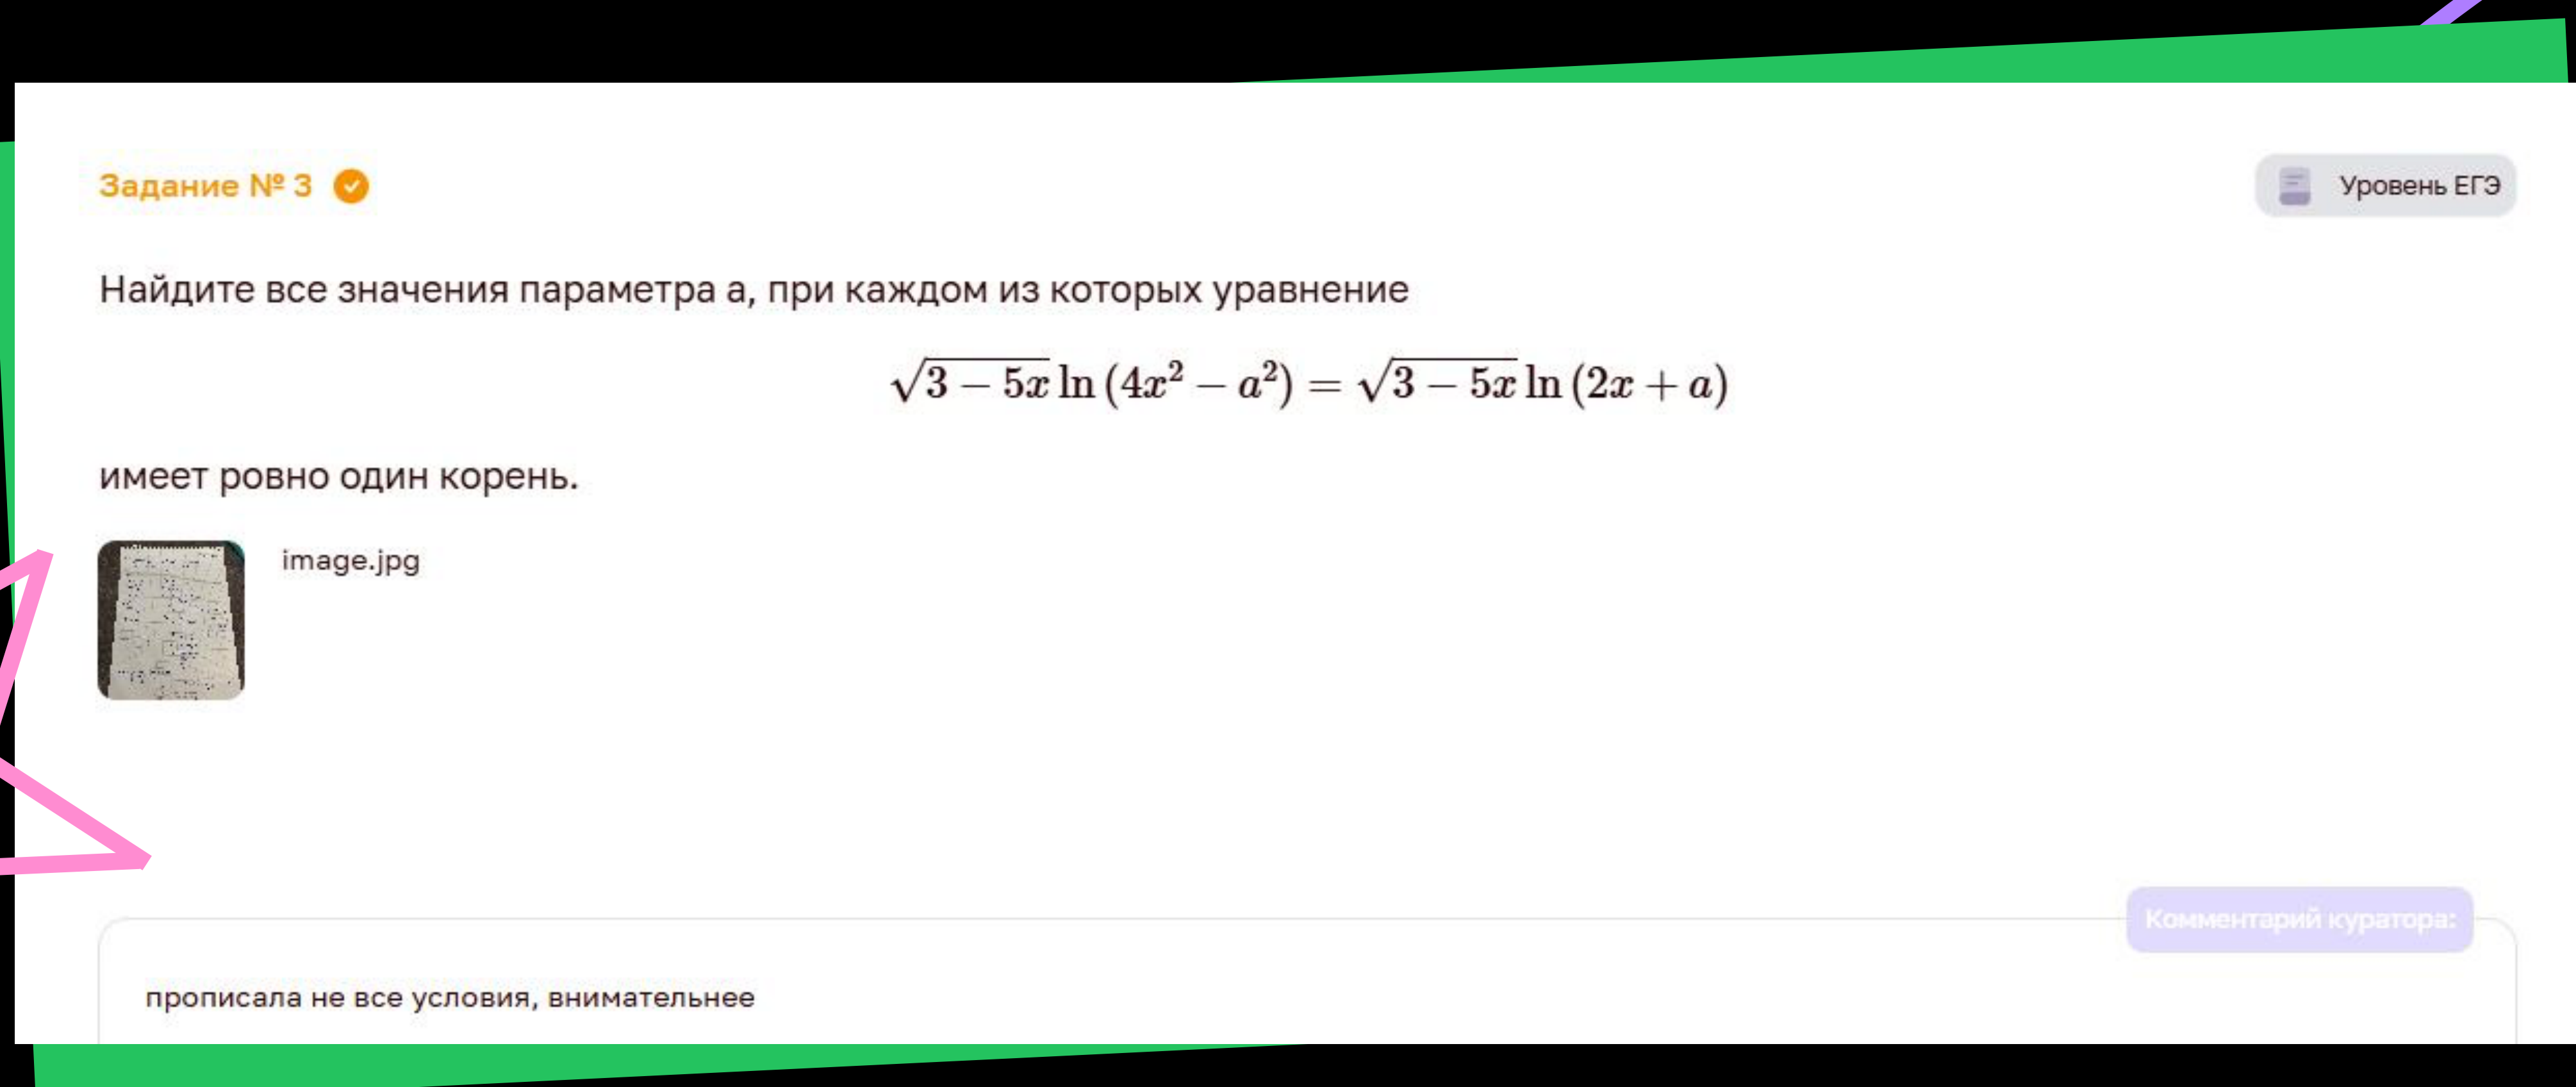 Задание № 3
Уровень ЕГЭ
Найдите все значения параметра a, при каждом из которых уравнение
√(3 − 5x) ln (4x² − a²) = √(3 − 5x) ln (2x + a)
имеет ровно один корень.
image.jpg
Комментарий куратора:
прописала не все условия, внимательнее